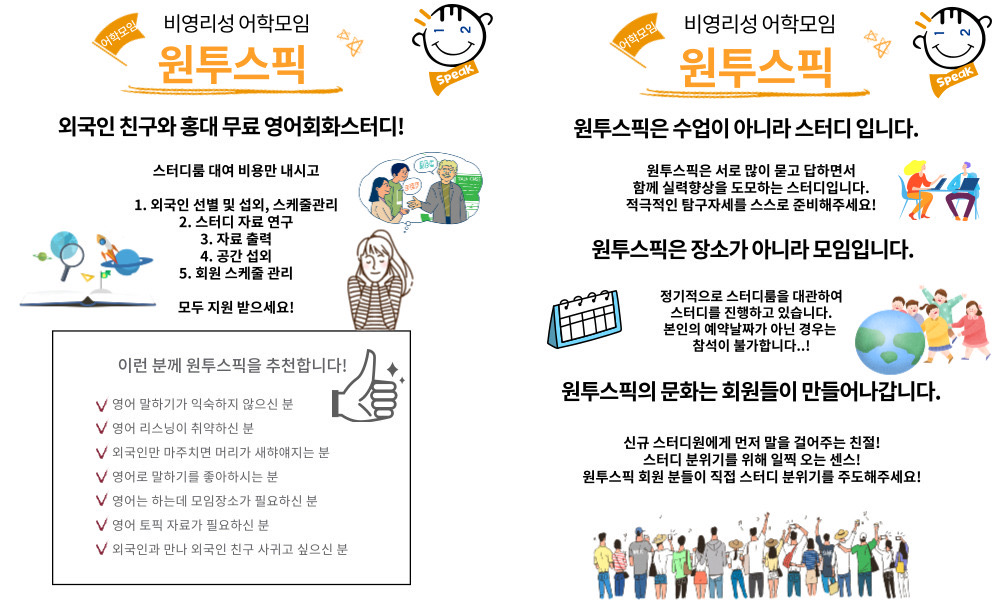 어학모임
비영리성 어학모임
원투스픽
1 2
Speak
외국인 친구와 홍대 무료 영어회화스터디!
스터디룸 대여 비용만 내시고
1. 외국인 선별 및 섭외, 스케줄관리
2. 스터디 자료 연구
3. 자료 출력
4. 공간 섭외
5. 회원 스케줄 관리
모두 지원 받으세요!
이런 분께 원투스픽을 추천합니다!
영어 말하기가 익숙하지 않으신 분
영어 리스닝이 취약하신 분
외국인만 마주치면 머리가 새햐얘지는 분
영어로 말하기를 좋아하시는 분
영어는 하는데 모임장소가 필요하신 분
영어 토픽 자료가 필요하신 분
외국인과 만나 외국인 친구 사귀고 싶으신 분
어학모임
비영리성 어학모임
원투스픽
1 2
Speak
원투스픽은 수업이 아니라 스터디 입니다.
원투스픽은 서로 많이 묻고 답하면서
함께 실력향상을 도모하는 스터디입니다.
적극적인 탐구자세를 스스로 준비해주세요!
원투스픽은 장소가 아니라 모임입니다.
정기적으로 스터디룸을 대관하여
스터디를 진행하고 있습니다.
본인의 예약날짜가 아닌 경우는
참석이 불가합니다..!
원투스픽의 문화는 회원들이 만들어나갑니다.
신규 스터디원에게 먼저 말을 걸어주는 친절!
스터디 분위기를 위해 일찍 오는 센스!
원투스픽 회원 분들이 직접 스터디 분위기를 주도해주세요!